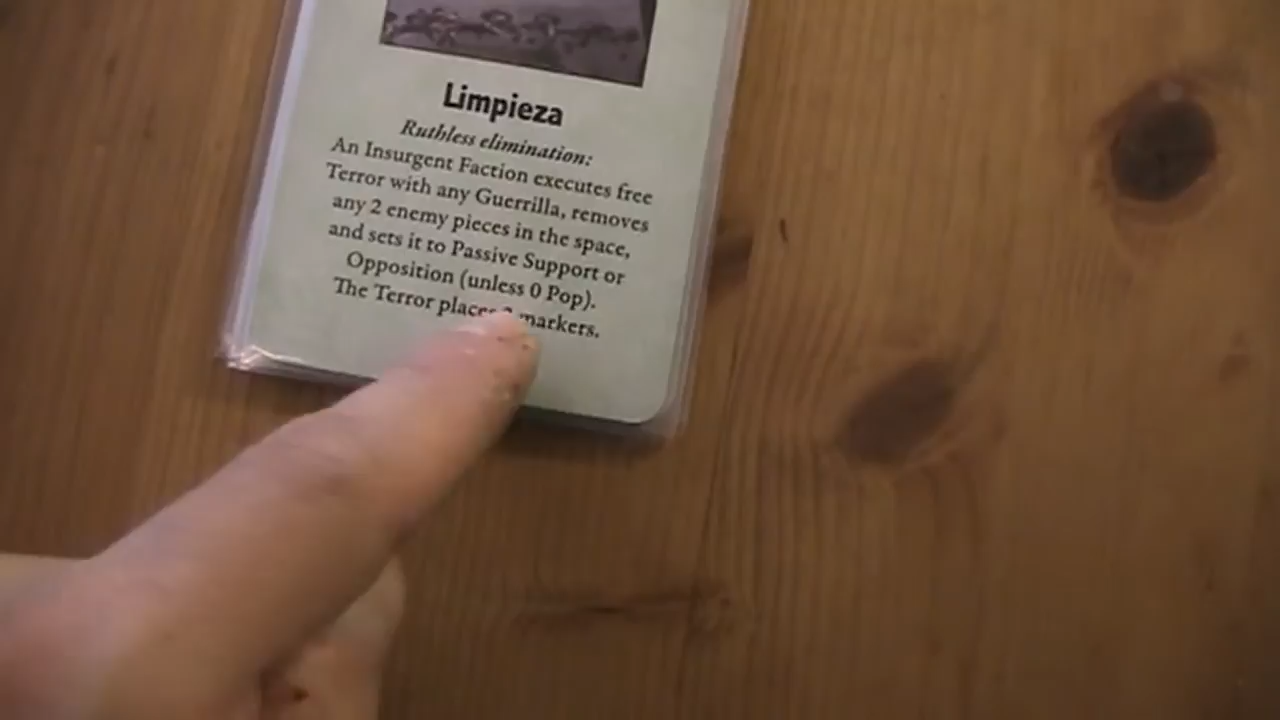 Limpieza
Ruthless elimination:
An Insurgent Faction executes free
Terror with any Guerrilla, removes
any 2 enemy pieces in the space,
and sets it to Passive Support or
Opposition (unless 0 Pop).
The Terror places markers.